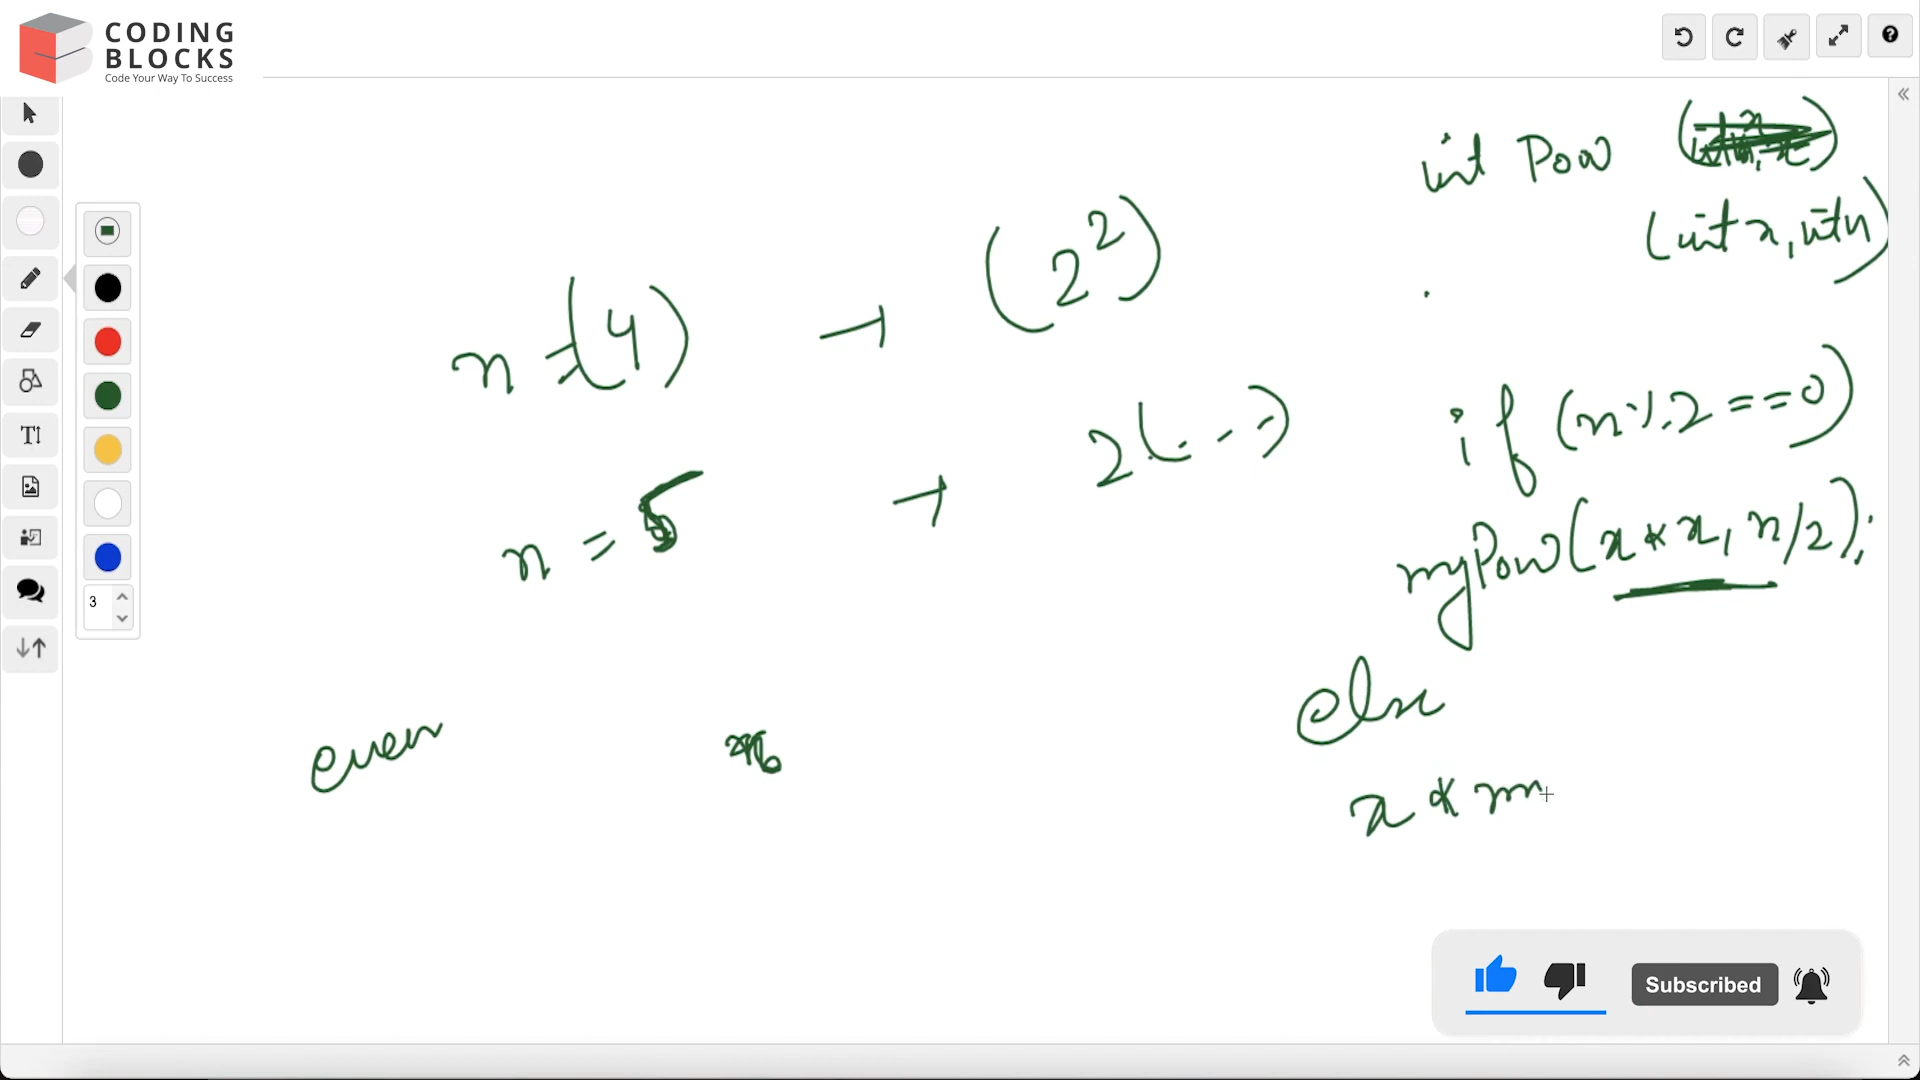 CODING
BLOCKS
Code Your Way To Success
int Pow
(int x, int n)
n = (4) → (2²)
n = 5 → 2(...)
if (n%2==0)
myPow(x*x, n/2);
else
x * m
even
3
T
Subscribed